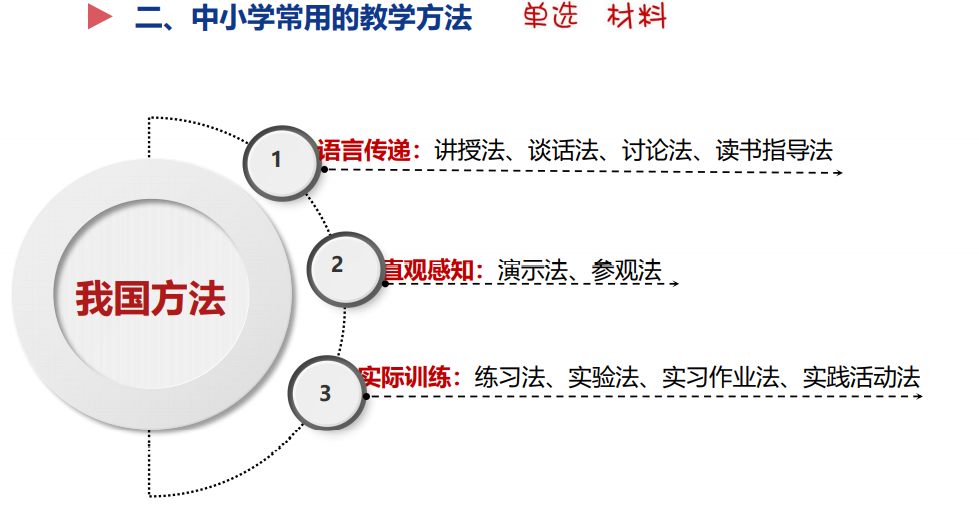 二、中小学常用的教学方法 单选 材料
1 语言传递：讲授法、谈话法、讨论法、读书指导法
2 直观感知：演示法、参观法
我国方法
3 实际训练：练习法、实验法、实习作业法、实践活动法